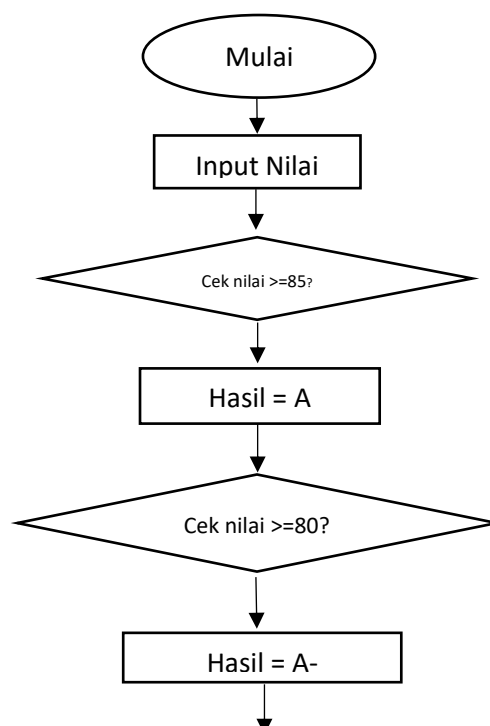 Mulai
Input Nilai
Cek nilai >=85?
Hasil = A
Cek nilai >=80?
Hasil = A-